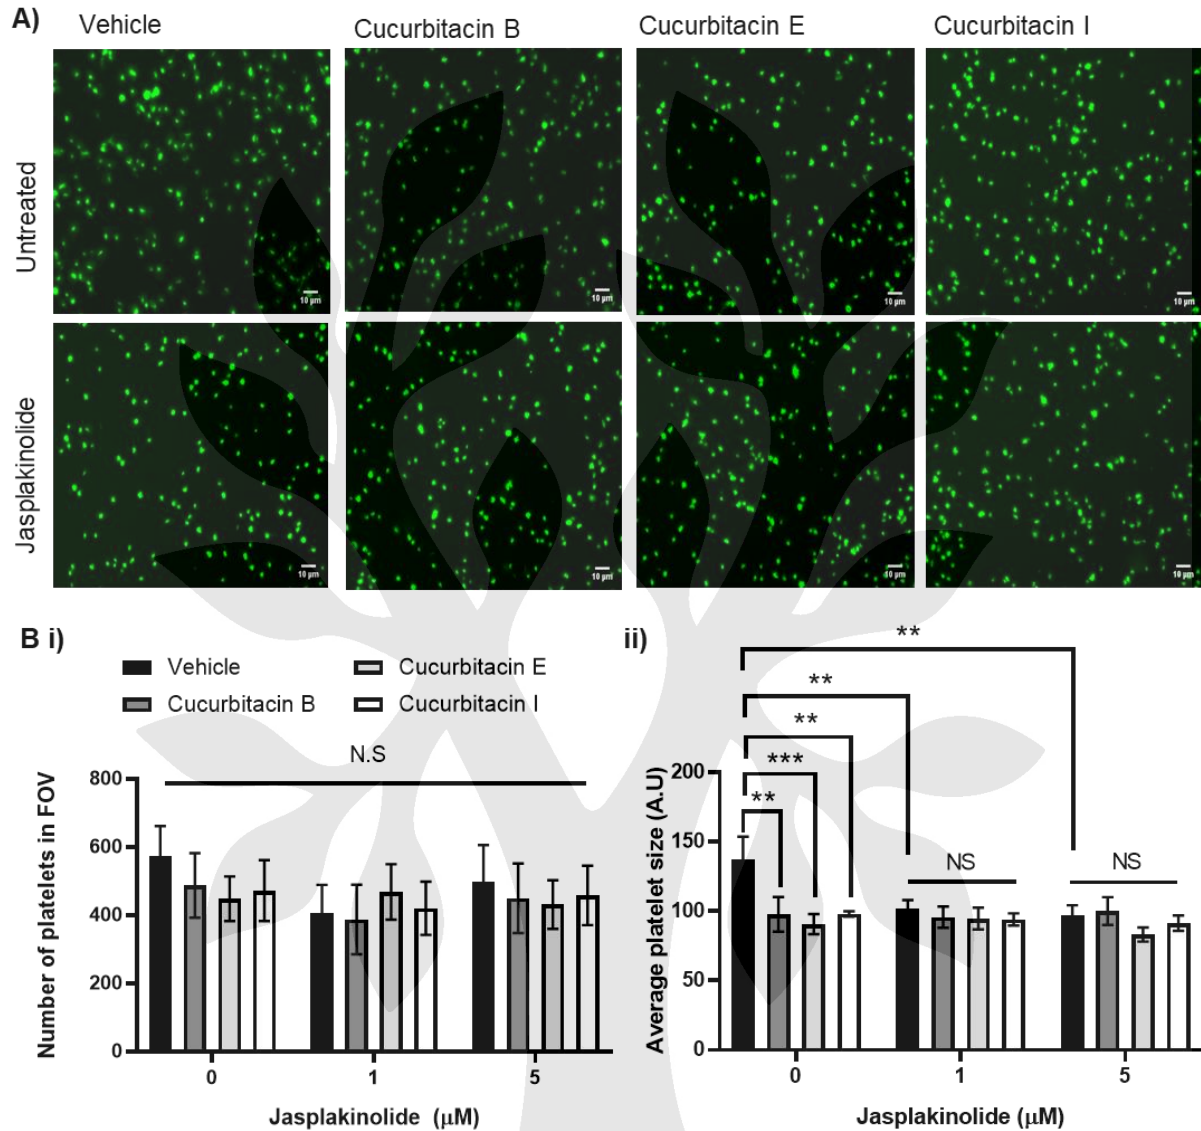 A)
Vehicle
Cucurbitacin B
Cucurbitacin E
Cucurbitacin I
Untreated
10 µm
10 µm
10 µm
10 µm
Jasplakinolide
10 µm
10 µm
10 µm
10 µm
B i)
Vehicle
Cucurbitacin E
Cucurbitacin B
Cucurbitacin I
N.S
Number of platelets in FOV
800
600
400
200
0
0
1
5
Jasplakinolide (µM)
ii)
**
**
**
***
**
NS
NS
Average platelet size (A.U)
200
150
100
50
0
0
1
5
Jasplakinolide (µM)